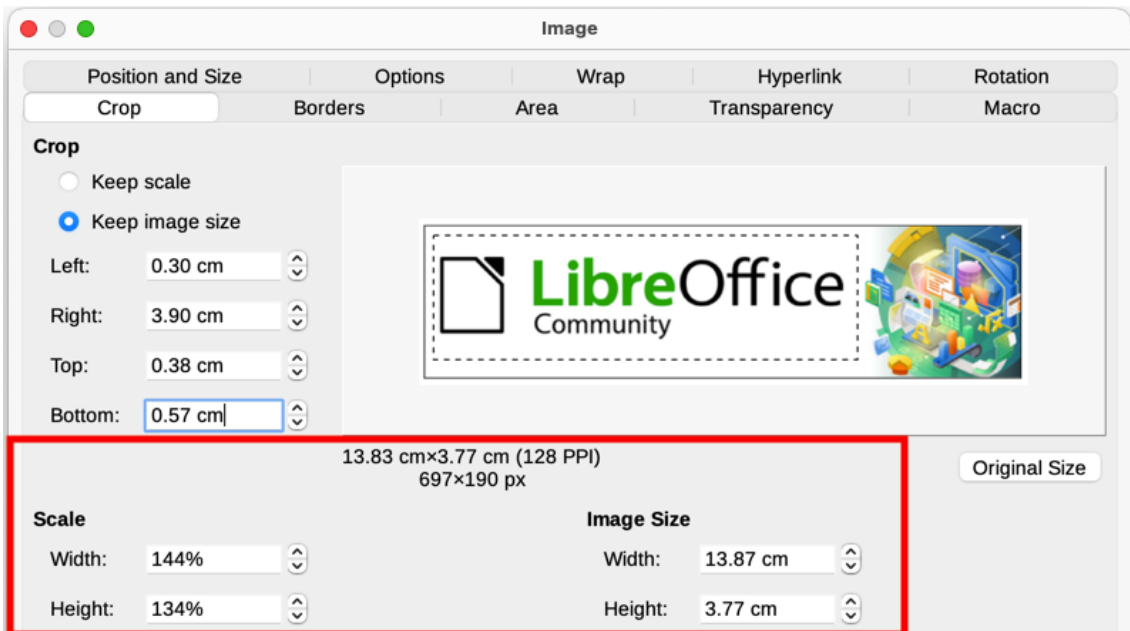 Image
Position and Size Options Wrap Hyperlink Rotation
Crop Borders Area Transparency Macro
Crop
Keep scale
Keep image size
Left: 0.30 cm
Right: 3.90 cm
Top: 0.38 cm
Bottom: 0.57 cm
LibreOffice
Community
13.83 cm×3.77 cm (128 PPI)
697×190 px
Original Size
Scale Image Size
Width: 144% Width: 13.87 cm
Height: 134% Height: 3.77 cm